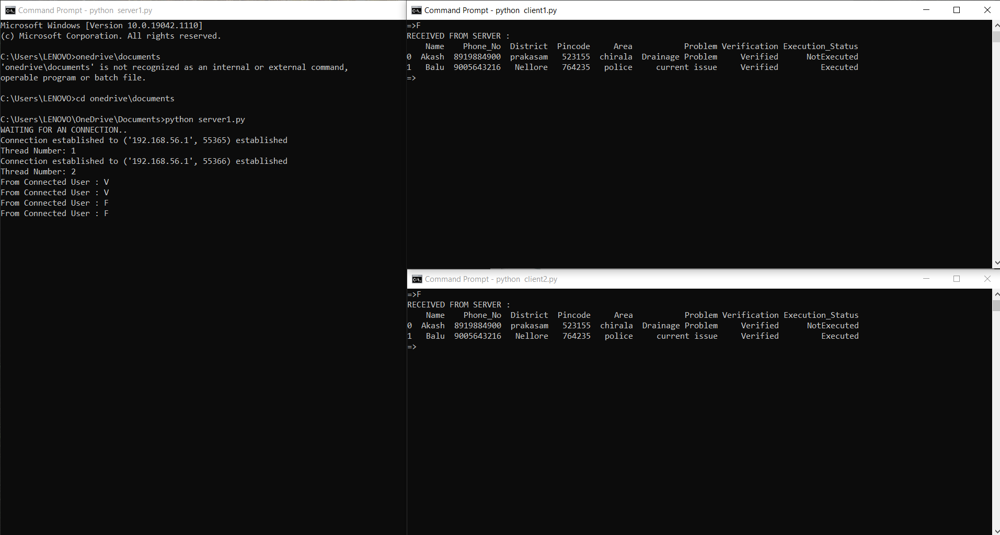 Command Prompt - python  server1.py
Microsoft Windows [Version 10.0.19042.1110]
(c) Microsoft Corporation. All rights reserved.
C:\Users\LENOVO>onedrive\documents
'onedrive\documents' is not recognized as an internal or external command,
operable program or batch file.
C:\Users\LENOVO>cd onedrive\documents
C:\Users\LENOVO\OneDrive\Documents>python server1.py
WAITING FOR AN CONNECTION..
Connection established to ('192.168.56.1', 55365) established
Thread Number: 1
Connection established to ('192.168.56.1', 55366) established
Thread Number: 2
From Connected User : V
From Connected User : V
From Connected User : F
From Connected User : F
Command Prompt - python  client1.py
=>F
RECEIVED FROM SERVER :
    Name    Phone_No  District  Pincode     Area           Problem Verification Execution_Status
0  Akash  8919884900  prakasam   523155  chirala  Drainage Problem     Verified      NotExecuted
1   Balu  9005643216   Nellore   764235   police     current issue     Verified         Executed
=>
Command Prompt - python  client2.py
=>F
RECEIVED FROM SERVER :
    Name    Phone_No  District  Pincode     Area           Problem Verification Execution_Status
0  Akash  8919884900  prakasam   523155  chirala  Drainage Problem     Verified      NotExecuted
1   Balu  9005643216   Nellore   764235   police     current issue     Verified         Executed
=>